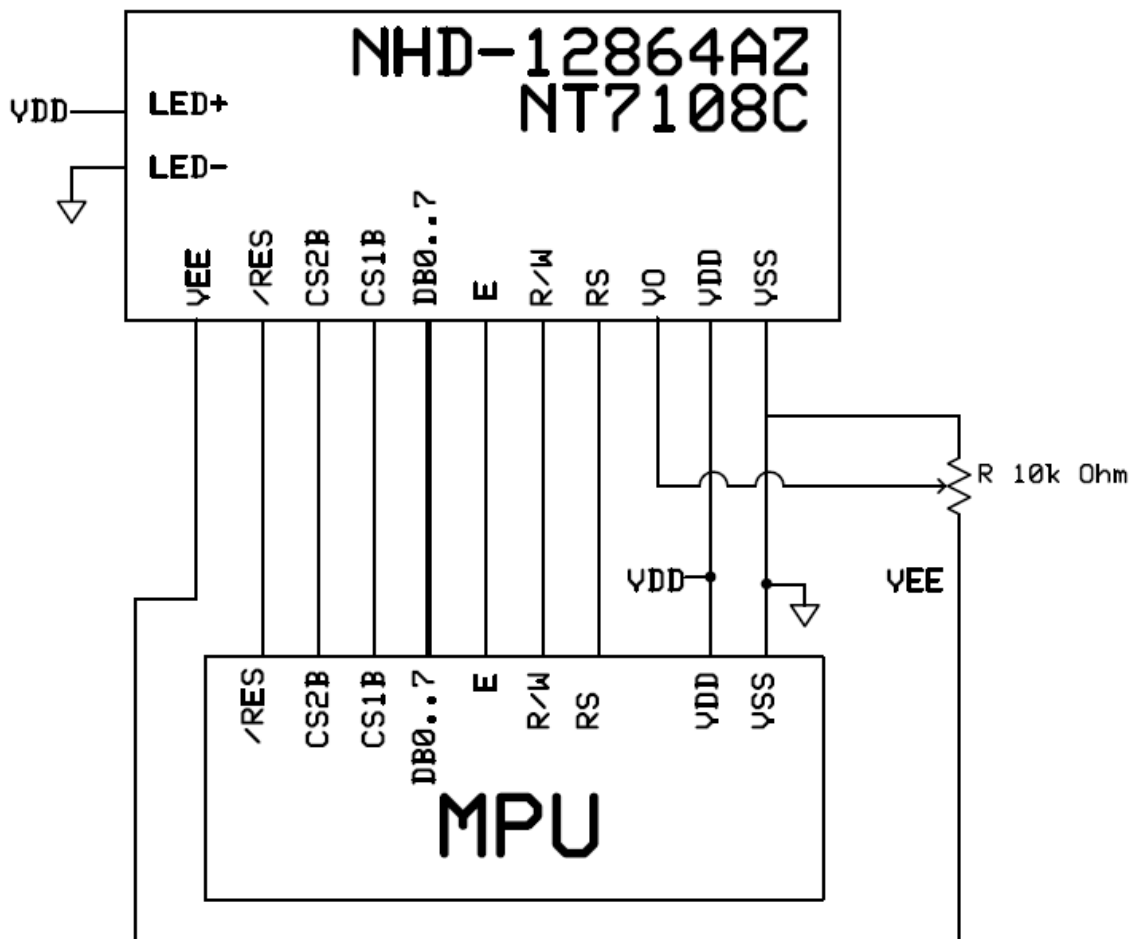 NHD-12864AZ
NT7108C
VDD
LED+
LED-
VEE
/RES
CS2B
CS1B
DB0..7
E
R/W
RS
VO
VDD
VSS
R 10k Ohm
VDD
VEE
/RES
CS2B
CS1B
DB0..7
E
R/W
RS
VDD
VSS
MPU